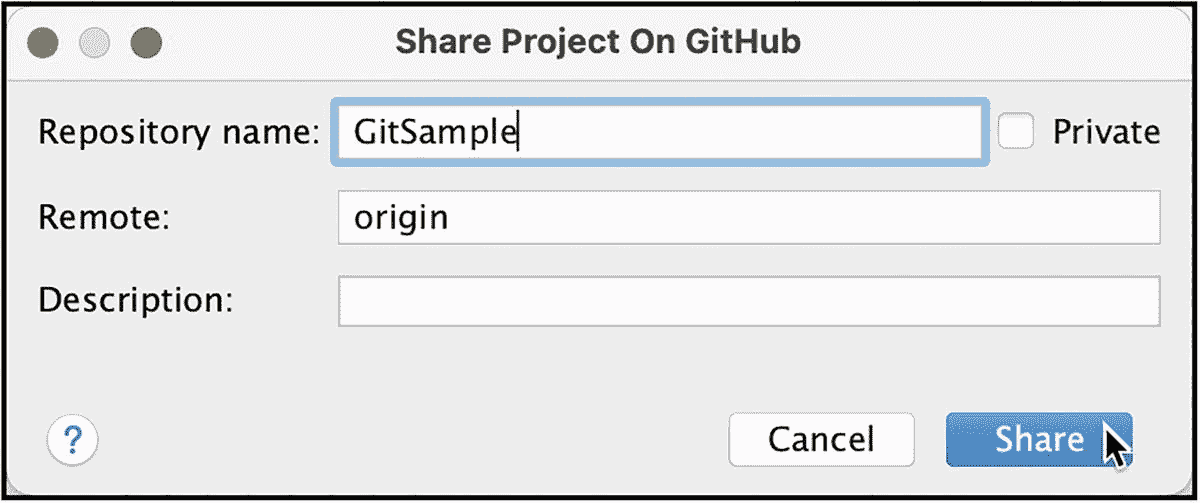 Share Project On GitHub
Repository name: GitSample Private
Remote: origin
Description:
? Cancel Share